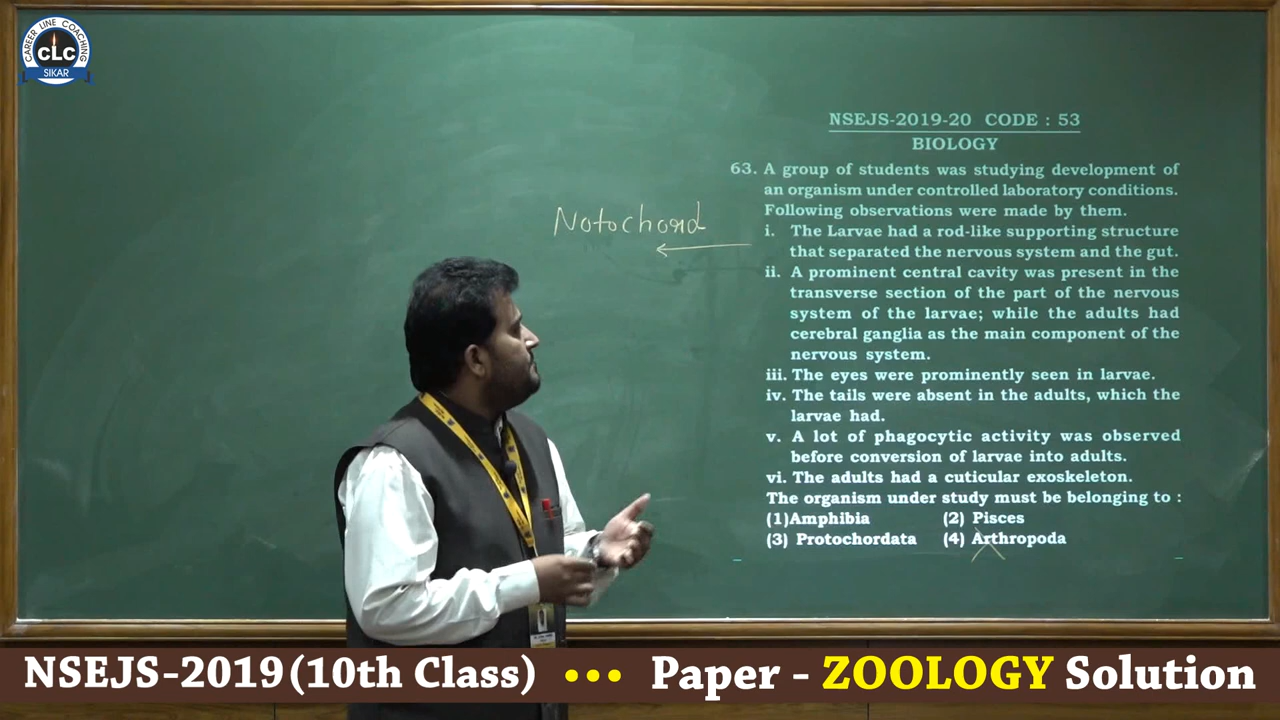 CAREER LINE COACHING
CLC
SIKAR
NSEJS-2019-20 CODE : 53
BIOLOGY
63. A group of students was studying development of
an organism under controlled laboratory conditions.
Following observations were made by them.
i. The Larvae had a rod-like supporting structure
that separated the nervous system and the gut.
ii. A prominent central cavity was present in the
transverse section of the part of the nervous
system of the larvae; while the adults had
cerebral ganglia as the main component of the
nervous system.
iii. The eyes were prominently seen in larvae.
iv. The tails were absent in the adults, which the
larvae had.
v. A lot of phagocytic activity was observed
before conversion of larvae into adults.
vi. The adults had a cuticular exoskeleton.
The organism under study must be belonging to :
(1)Amphibia (2) Pisces
(3) Protochordata (4) Arthropoda
Notochord
NSEJS-2019(10th Class) ••• Paper - ZOOLOGY Solution